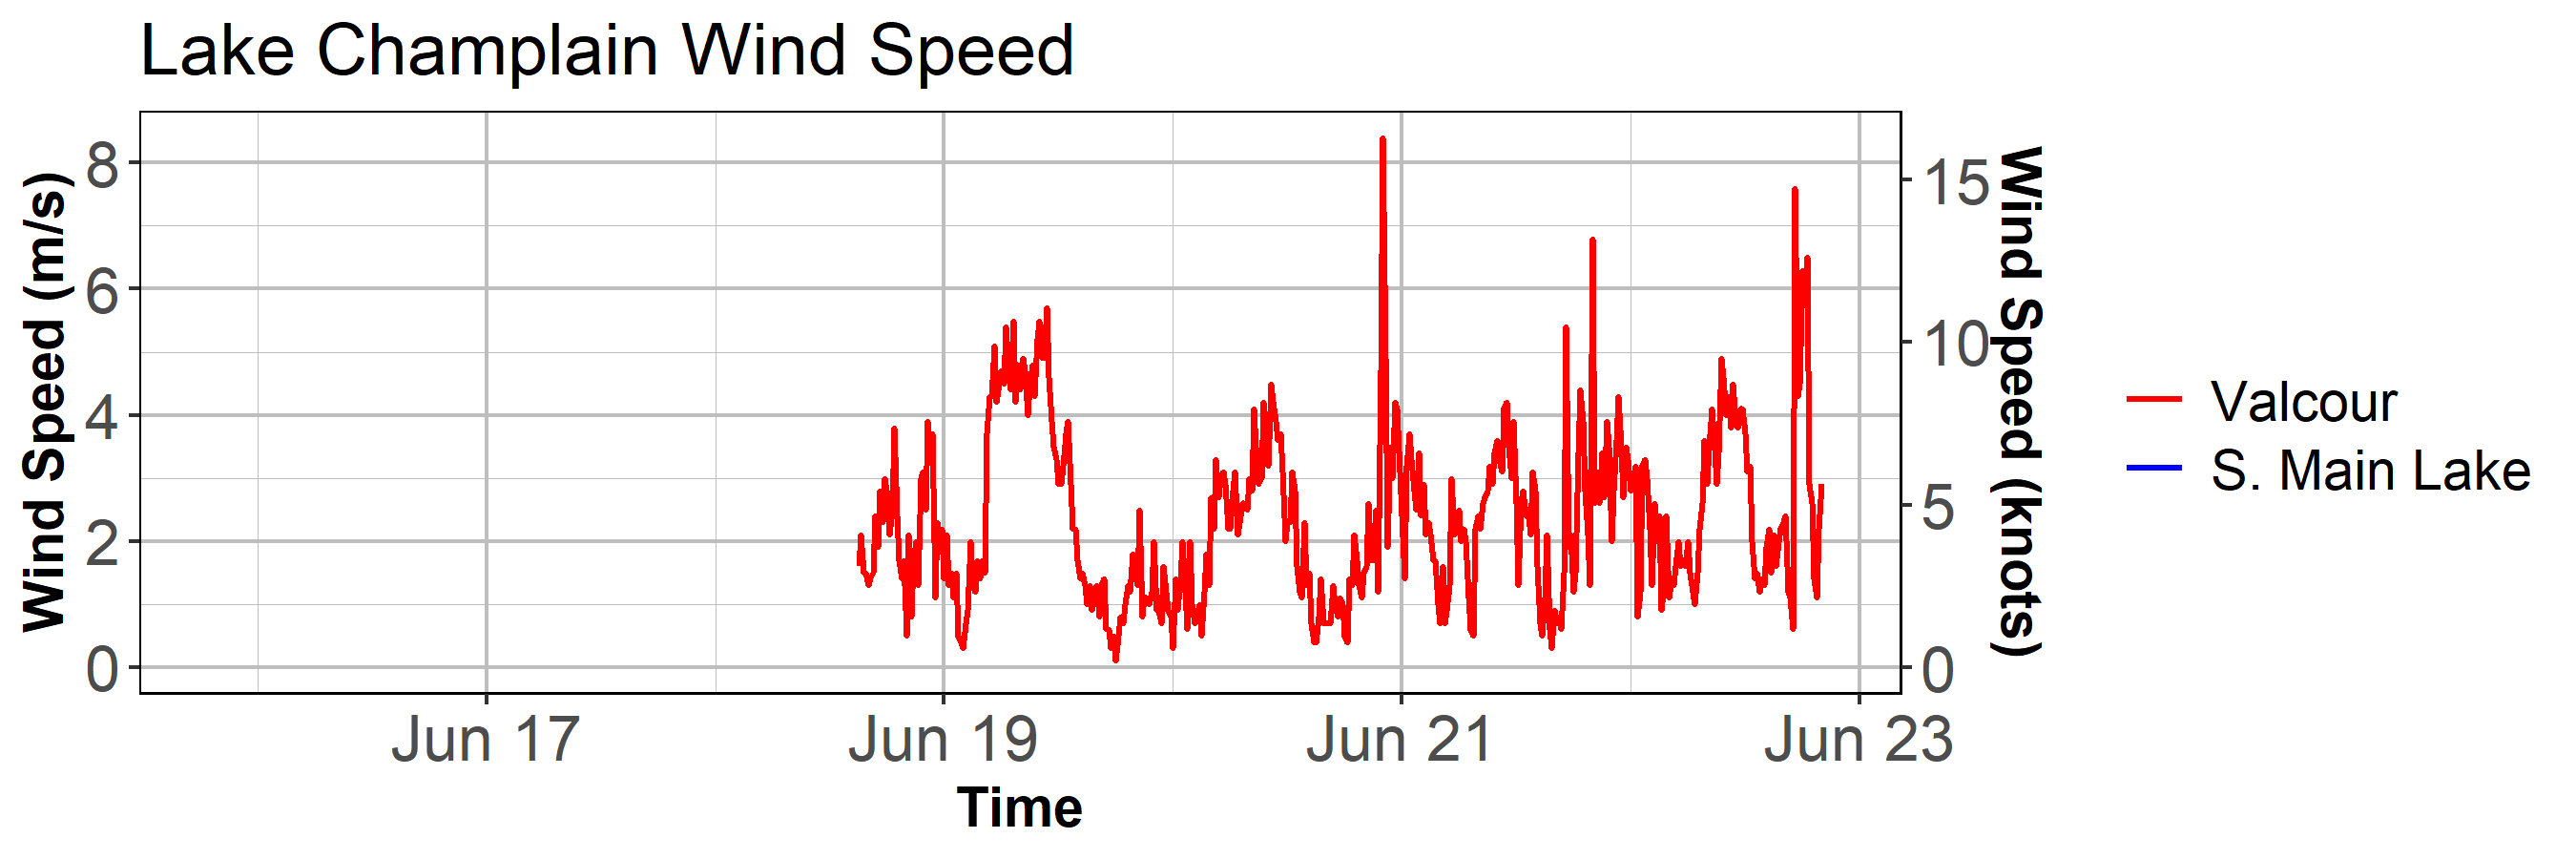 Lake Champlain Wind Speed
Wind Speed (m/s)
8
6
4
2
0
15
10
5
0
Wind Speed (knots)
Jun 17
Jun 19
Jun 21
Jun 23
Time
Valcour
S. Main Lake